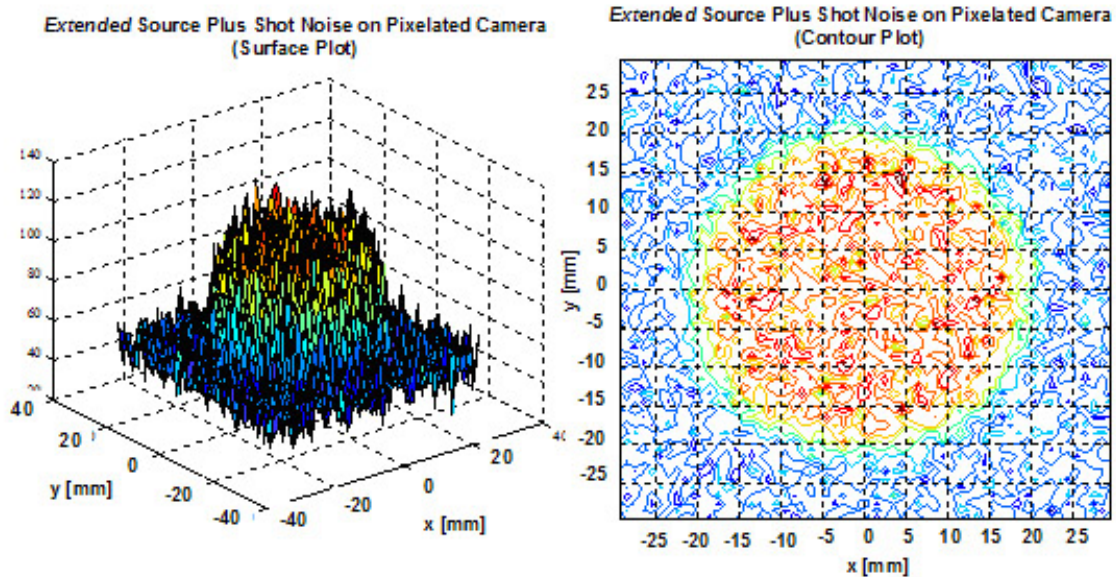 Extended Source Plus Shot Noise on Pixelated Camera
(Surface Plot)
140
120
100
80
60
40
40
20
0
-20
-40
y [mm]
-40
-20
0
20
x [mm]
Extended Source Plus Shot Noise on Pixelated Camera
(Contour Plot)
25
20
15
10
5
0
-5
-10
-15
-20
-25
y [mm]
-25 -20 -15 -10 -5 0 5 10 15 20 25
x [mm]